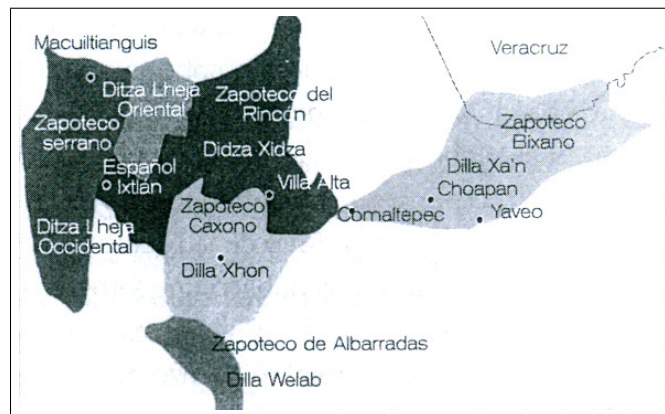 Macuiltianguis
Veracruz
Ditza Lheja
Oriental
Zapoteco del
Rincón
Zapoteco
serrano
Zapoteco
Bixano
Didza Xidza
Español
Ixtlán
Dilla Xa'n
Choapan
Villa Alta
Zapoteco
Caxono
Comaltepec
Yaveo
Ditza Lheja
Occidental
Dilla Xhon
Zapoteco de Albarradas
Dilla Welab